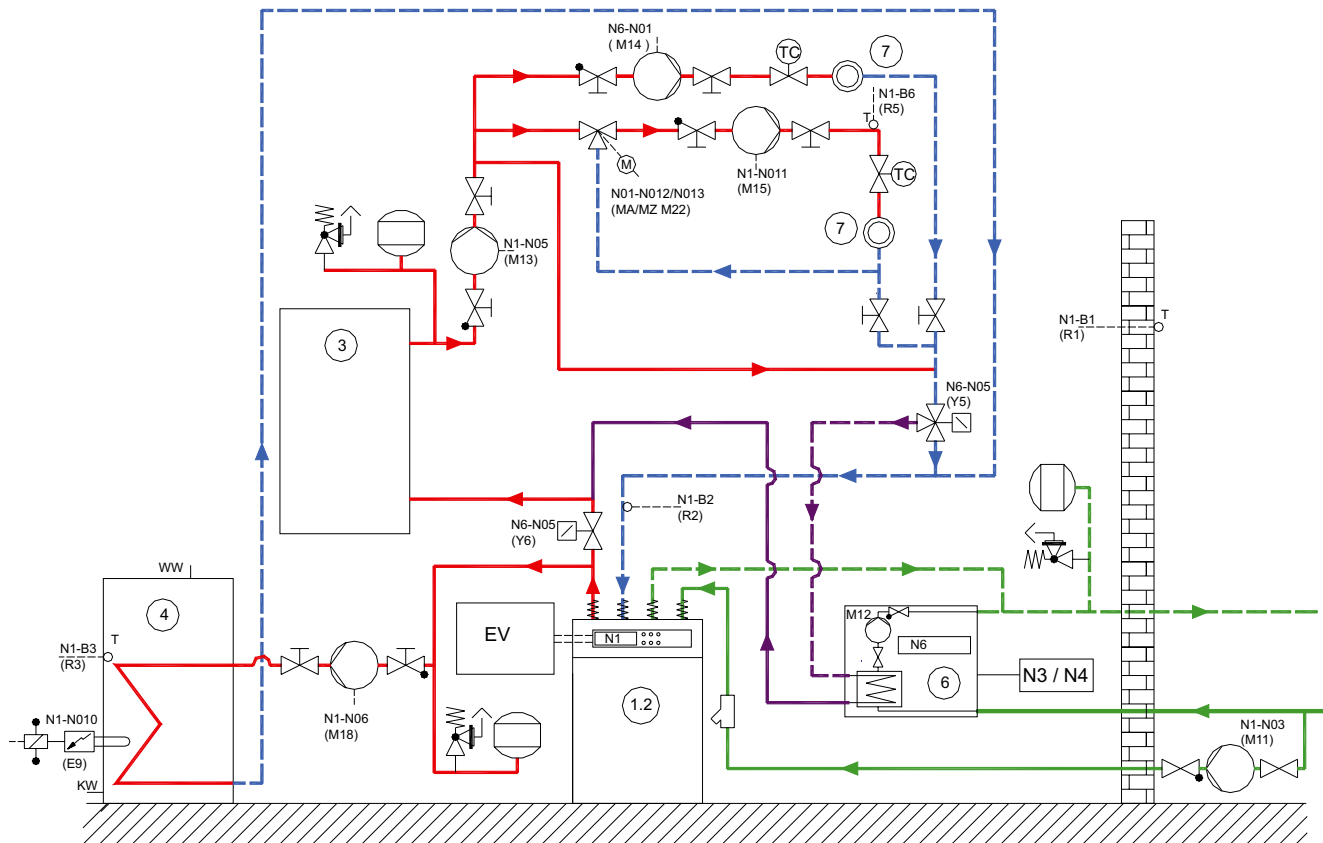 N6-N01
( M14)
TC
7
N1-B6
(R5)
T
M
N1-N011
(M15)
TC
N01-N012/N013
(MA/MZ M22)
7
N1-N05
(M13)
N1-B1
(R1)
T
3
N6-N05
(Y5)
N1-B2
(R2)
N6-N05
(Y6)
WW
4
EV
N1
M12
N6
6
N3 / N4
N1-B3
(R3)
T
1.2
N1-N06
(M18)
N1-N010
(E9)
N1-N03
(M11)
KW